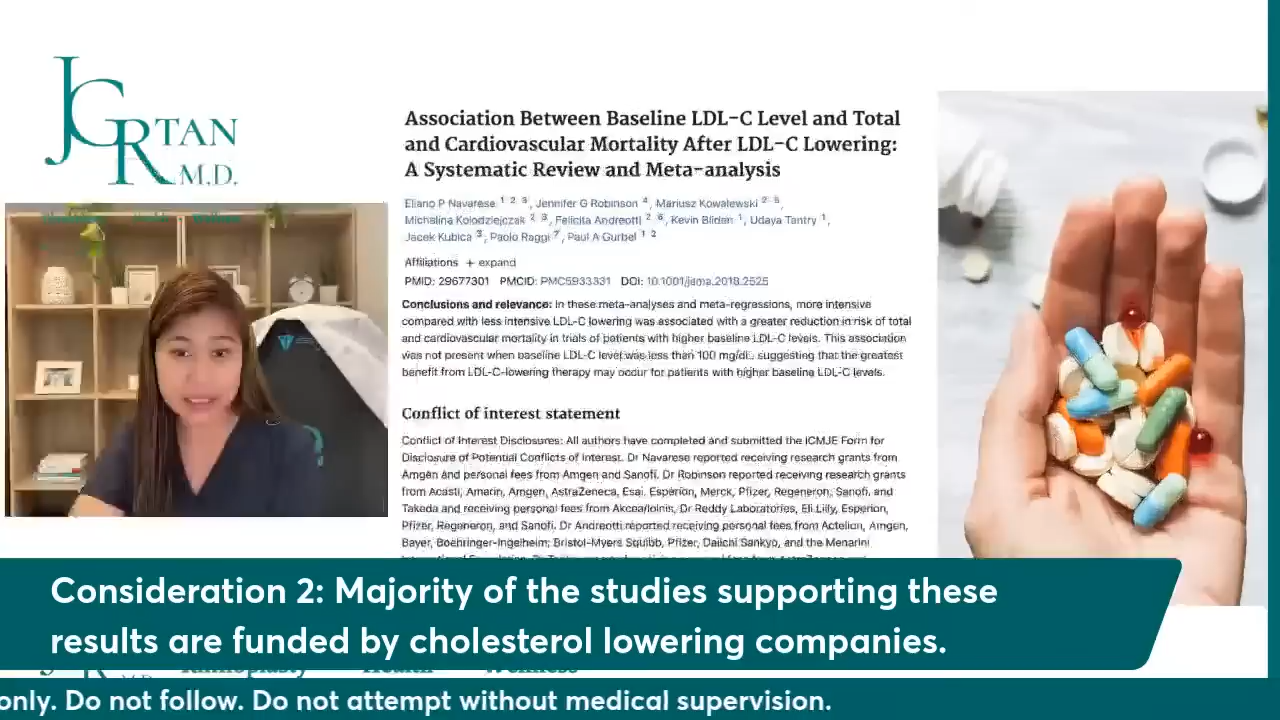 JGRTAN
M.D.
Association Between Baseline LDL-C Level and Total
and Cardiovascular Mortality After LDL-C Lowering:
A Systematic Review and Meta-analysis
Eliano P Navarese 1 2 3, Jennifer G Robinson 4, Mariusz Kowalewski 2 5,
Michalina Kolodziejczak 2 3, Felicita Andreotti 2 6, Kevin Bliden 1, Udaya Tantry 1,
Jacek Kubica 3, Paolo Raggi 7, Paul A Gurbel 1 2
Affiliations + expand
PMID: 29677301 PMCID: PMC5933331 DOI: 10.1001/jama.2018.2525
Conclusions and relevance: In these meta-analyses and meta-regressions, more intensive
compared with less intensive LDL-C lowering was associated with a greater reduction in risk of total
and cardiovascular mortality in trials of patients with higher baseline LDL-C levels. This association
was not present when baseline LDL-C level was less than 100 mg/dL, suggesting that the greatest
benefit from LDL-C-lowering therapy may occur for patients with higher baseline LDL-C levels.
Conflict of interest statement
Conflict of Interest Disclosures: All authors have completed and submitted the ICMJE Form for
Disclosure of Potential Conflicts of Interest. Dr Navarese reported receiving research grants from
Amgen and personal fees from Amgen and Sanofi. Dr Robinson reported receiving research grants
from Acasti, Amarin, Amgen, AstraZeneca, Esai, Esperion, Merck, Pfizer, Regeneron, Sanofi, and
Takeda and receiving personal fees from Akcea/Ioinis, Dr Reddy Laboratories, Eli Lilly, Esperion,
Pfizer, Regeneron, and Sanofi. Dr Andreotti reported receiving personal fees from Actelion, Amgen,
Bayer, Boehringer-Ingelheim; Bristol-Myers Squibb, Pfizer, Daiichi Sankyo, and the Menarini
Consideration 2: Majority of the studies supporting these
results are funded by cholesterol lowering companies.
Rhinoplasty Health Wellness
only. Do not follow. Do not attempt without medical supervision.